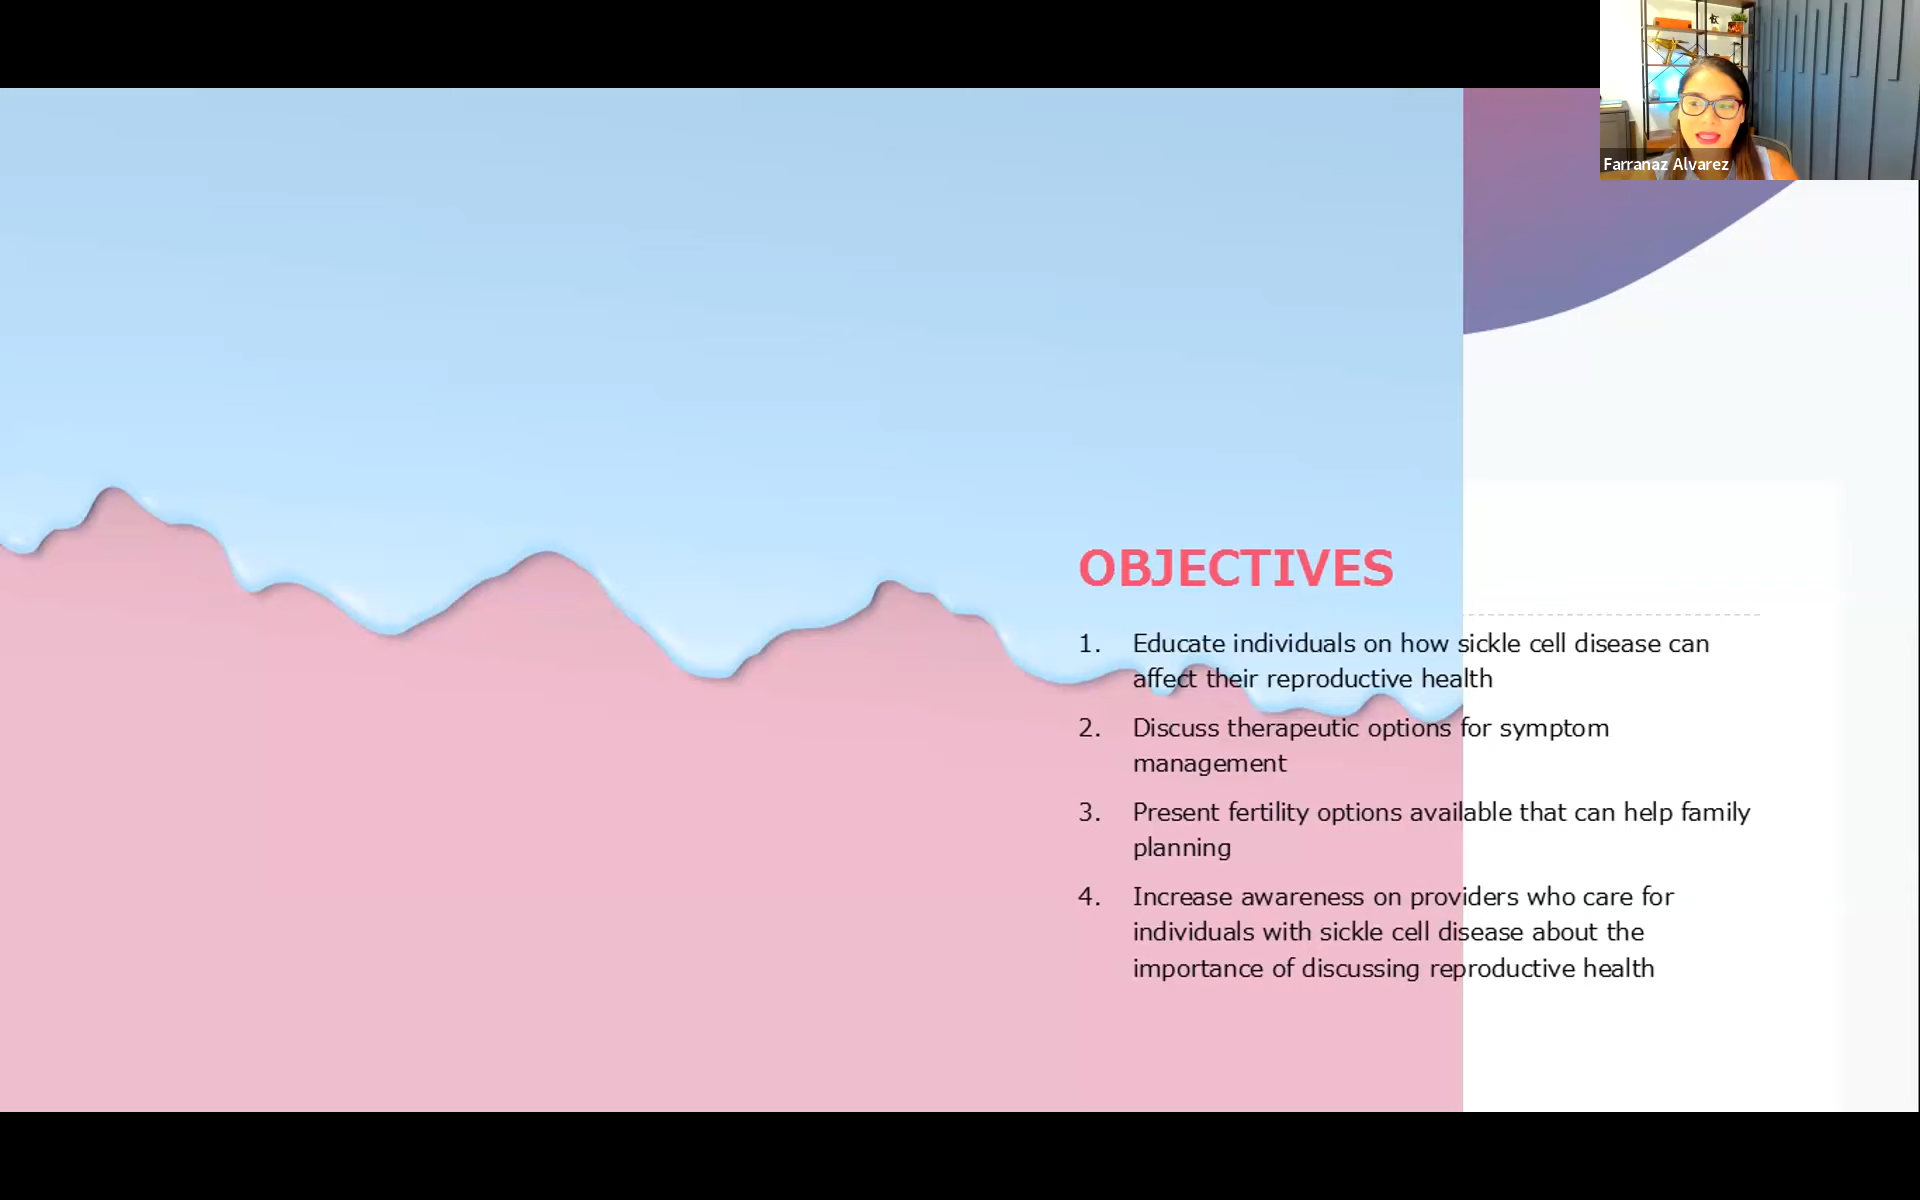 Farranaz Alvarez
OBJECTIVES
1. Educate individuals on how sickle cell disease can
affect their reproductive health
2. Discuss therapeutic options for symptom
management
3. Present fertility options available that can help family
planning
4. Increase awareness on providers who care for
individuals with sickle cell disease about the
importance of discussing reproductive health